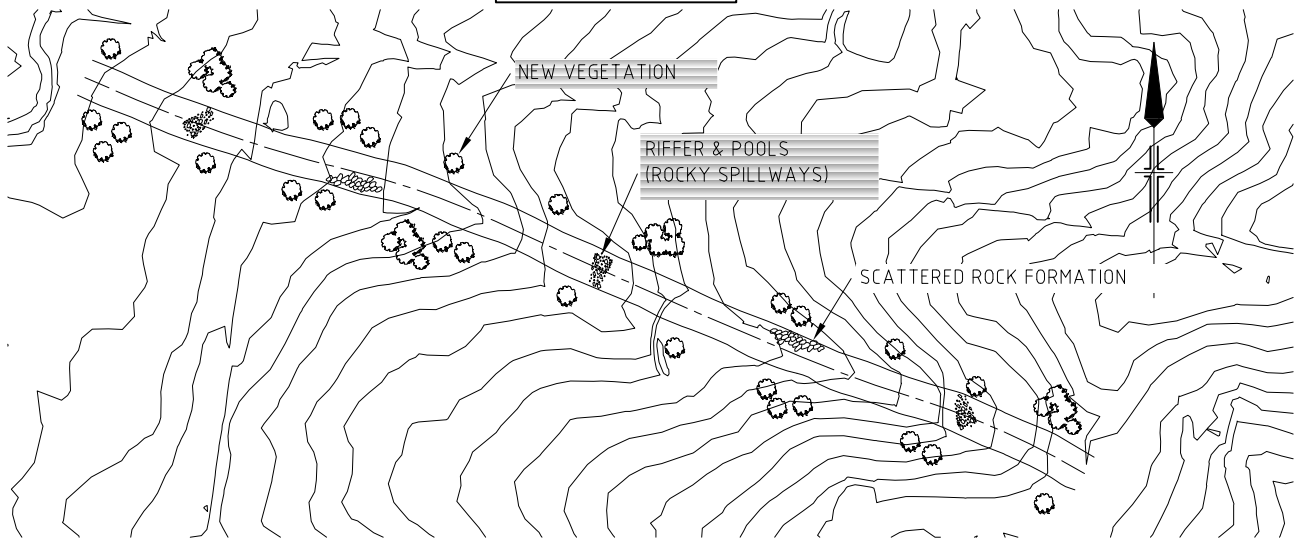 NEW VEGETATION
RIFFER & POOLS
(ROCKY SPILLWAYS)
SCATTERED ROCK FORMATION